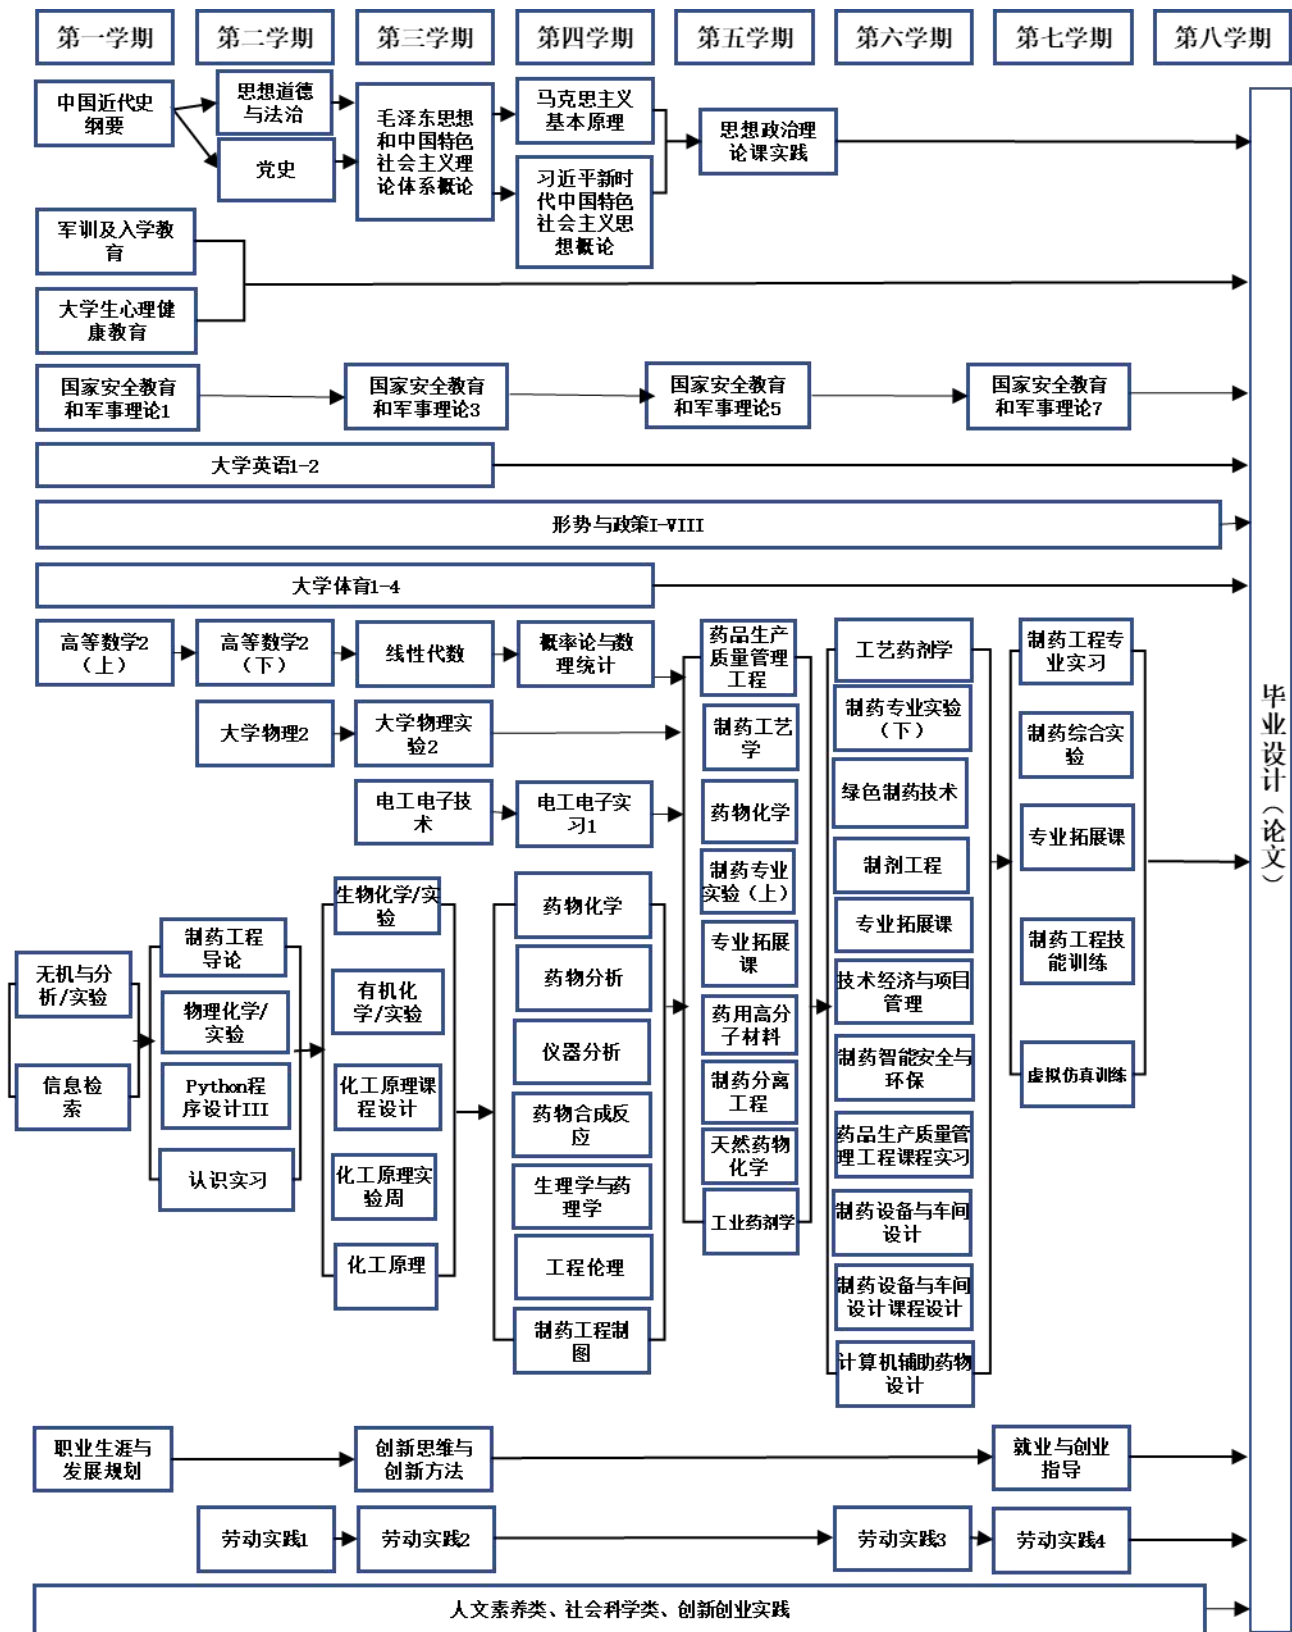 第一学期
第二学期
第三学期
第四学期
第五学期
第六学期
第七学期
第八学期
中国近代史
纲要
思想道德
与法治
党史
毛泽东思想
和中国特色
社会主义理
论体系概论
马克思主义
基本原理
习近平新时
代中国特色
社会主义思
想概论
思想政治理
论课实践
军训及入学教
育
大学生心理健
康教育
国家安全教育
和军事理论1
国家安全教育
和军事理论3
国家安全教育
和军事理论5
国家安全教育
和军事理论7
大学英语1-2
形势与政策I-VIII
大学体育1-4
高等数学2
（上）
高等数学2
（下）
线性代数
概率论与数
理统计
大学物理2
大学物理实
验2
电工电子技
术
电工电子实
习1
无机与分
析/实验
信息检
索
制药工程
导论
物理化学/
实验
Python程
序设计III
认识实习
生物化学/实
验
有机化
学/实验
化工原理课
程设计
化工原理实
验周
化工原理
药物化学
药物分析
仪器分析
药物合成反
应
生理学与药
理学
工程伦理
制药工程制
图
药品生产
质量管理
工程
制药工艺
学
药物化学
制药专业
实验（上）
专业拓展
课
药用高分
子材料
制药分离
工程
天然药物
化学
工业药剂学
工艺药剂学
制药专业实验
（下）
绿色制药技术
制剂工程
专业拓展课
技术经济与项目
管理
制药智能安全与
环保
药品生产质量管
理工程课程实习
制药设备与车间
设计
制药设备与车间
设计课程设计
计算机辅助药物
设计
制药工程专
业实习
制药综合实
验
专业拓展课
制药工程技
能训练
虚拟仿真训练
毕业设计（论文）
职业生涯与
发展规划
创新思维与
创新方法
就业与创业
指导
劳动实践1
劳动实践2
劳动实践3
劳动实践4
人文素养类、社会科学类、创新创业实践